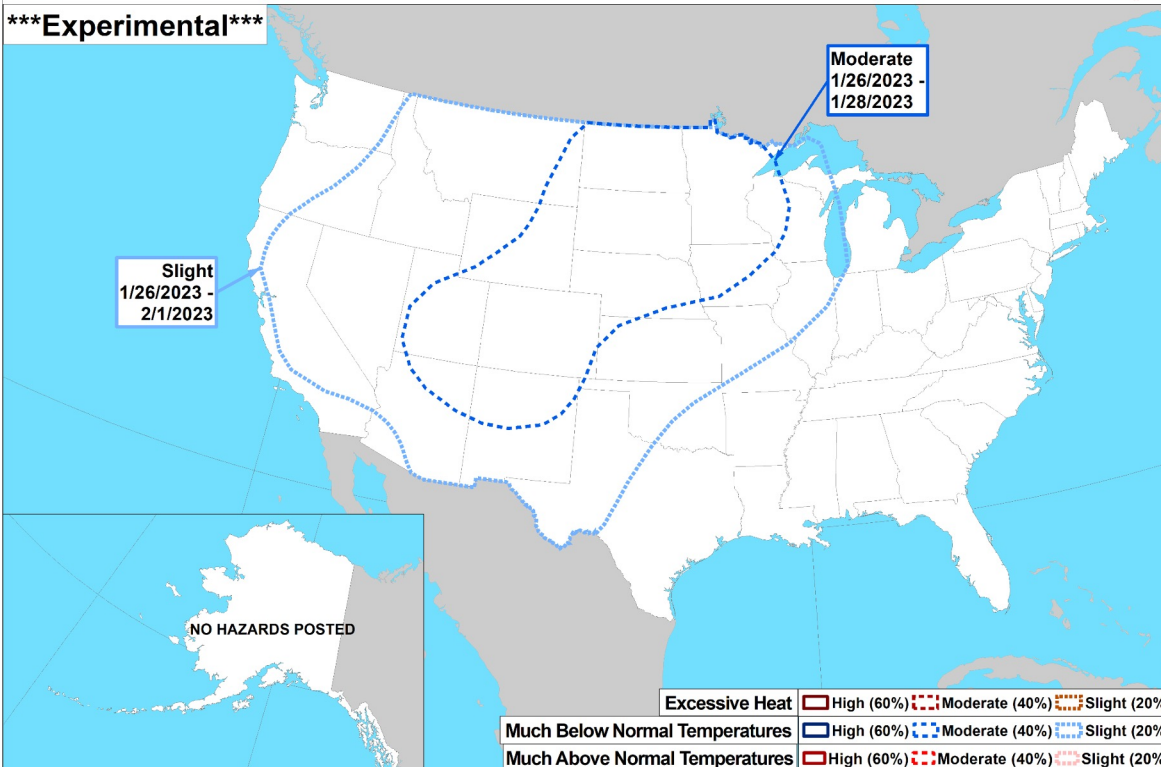 ***Experimental***
Moderate
1/26/2023 -
1/28/2023
Slight
1/26/2023 -
2/1/2023
NO HAZARDS POSTED
Excessive Heat High (60%) Moderate (40%) Slight (20%
Much Below Normal Temperatures High (60%) Moderate (40%) Slight (20%
Much Above Normal Temperatures High (60%) Moderate (40%) Slight (20%